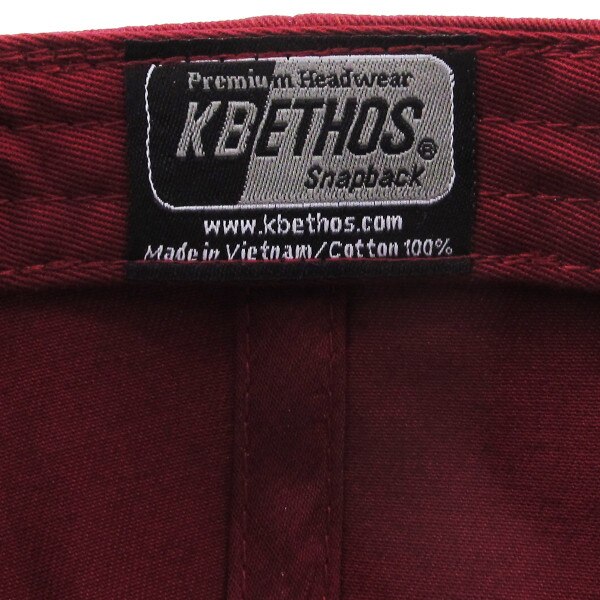 Premium Headwear
KBETHOS®
Snapback
www.kbethos.com
Made in Vietnam/Cotton 100%